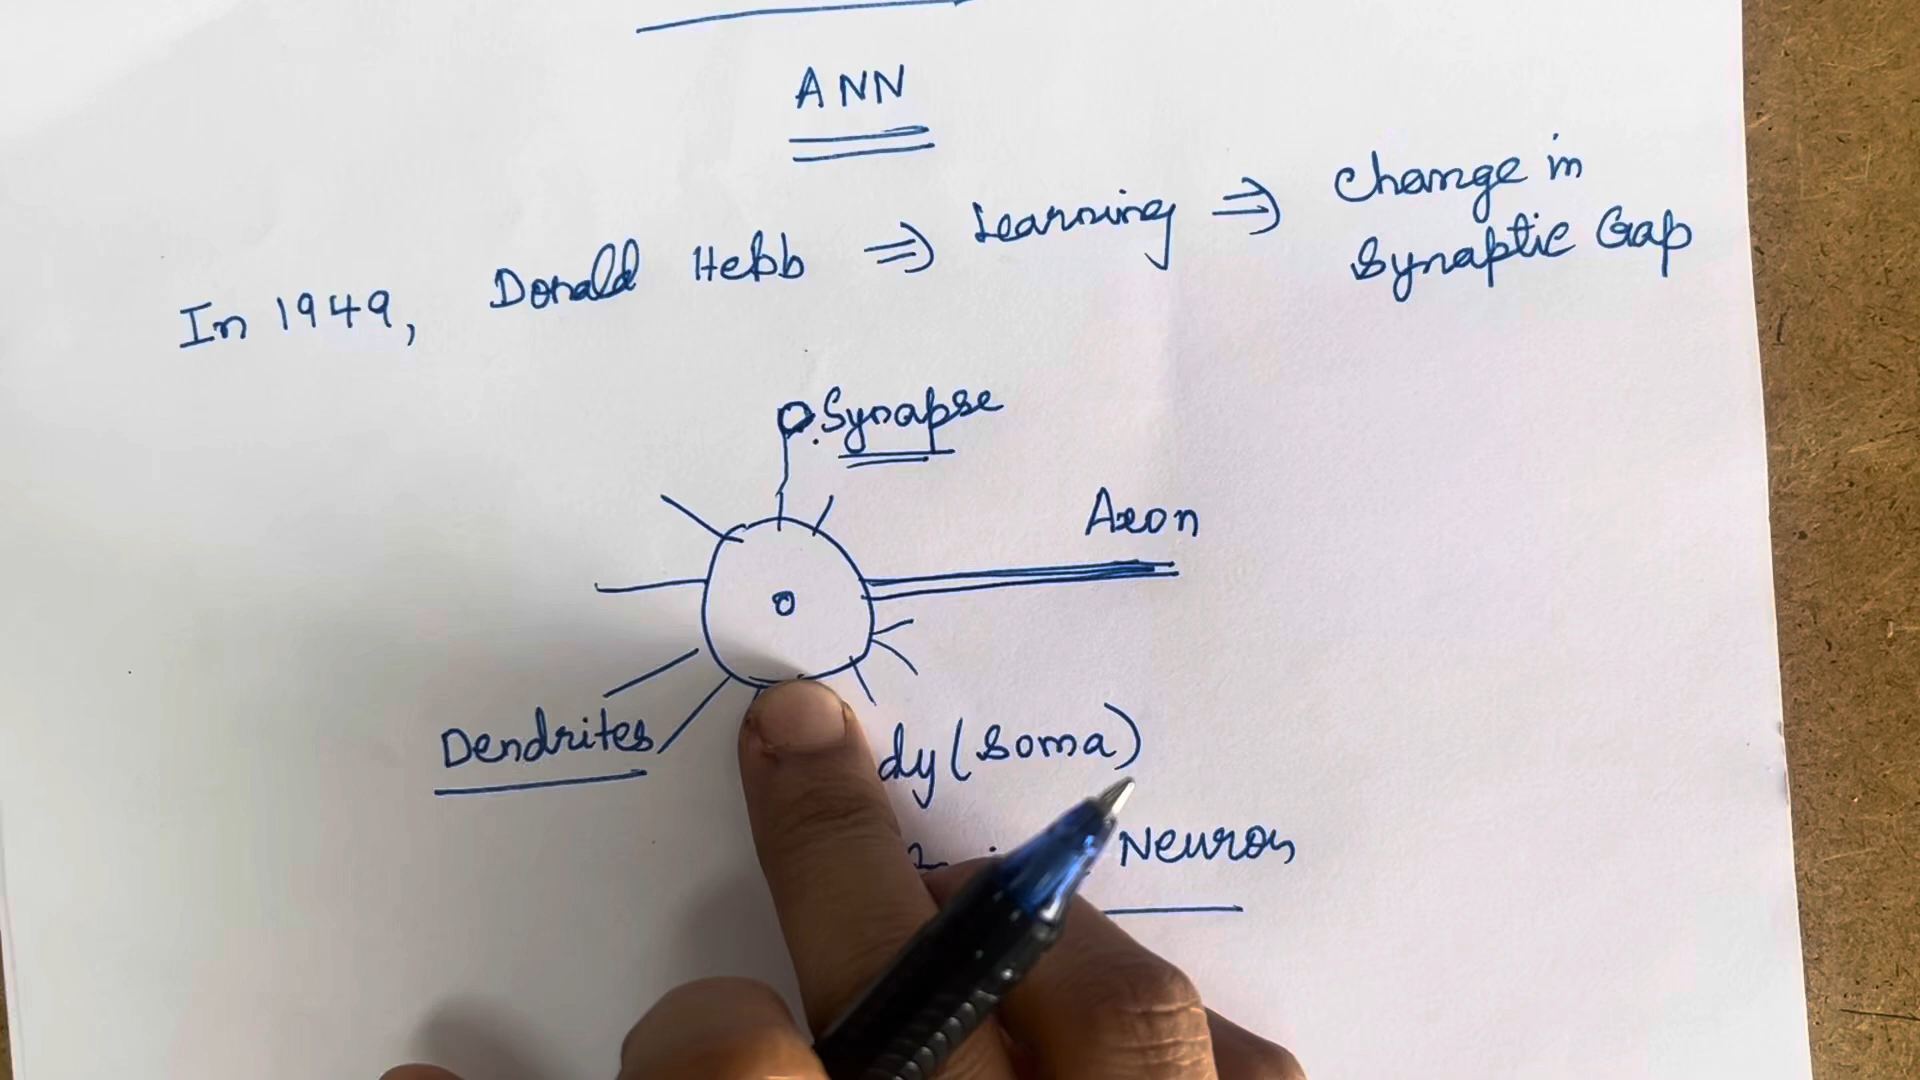 ANN
In 1949, Donald Hebb ⇒ Learning ⇒ Change in
Synaptic Gap
Synapse
Axon
Dendrites
dy (Soma)
Neuron